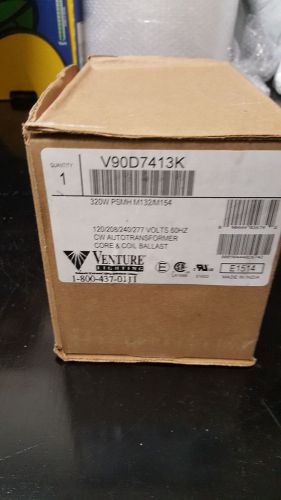 QUANTITY
1
V90D7413K
320W PSMH M132/M154
120/208/240/277 VOLTS 60HZ
CW AUTOTRANSFORMER
CORE & COIL BALLAST
VENTURE
LIGHTING
1-800-437-0111
E1514
MADE IN INDIA